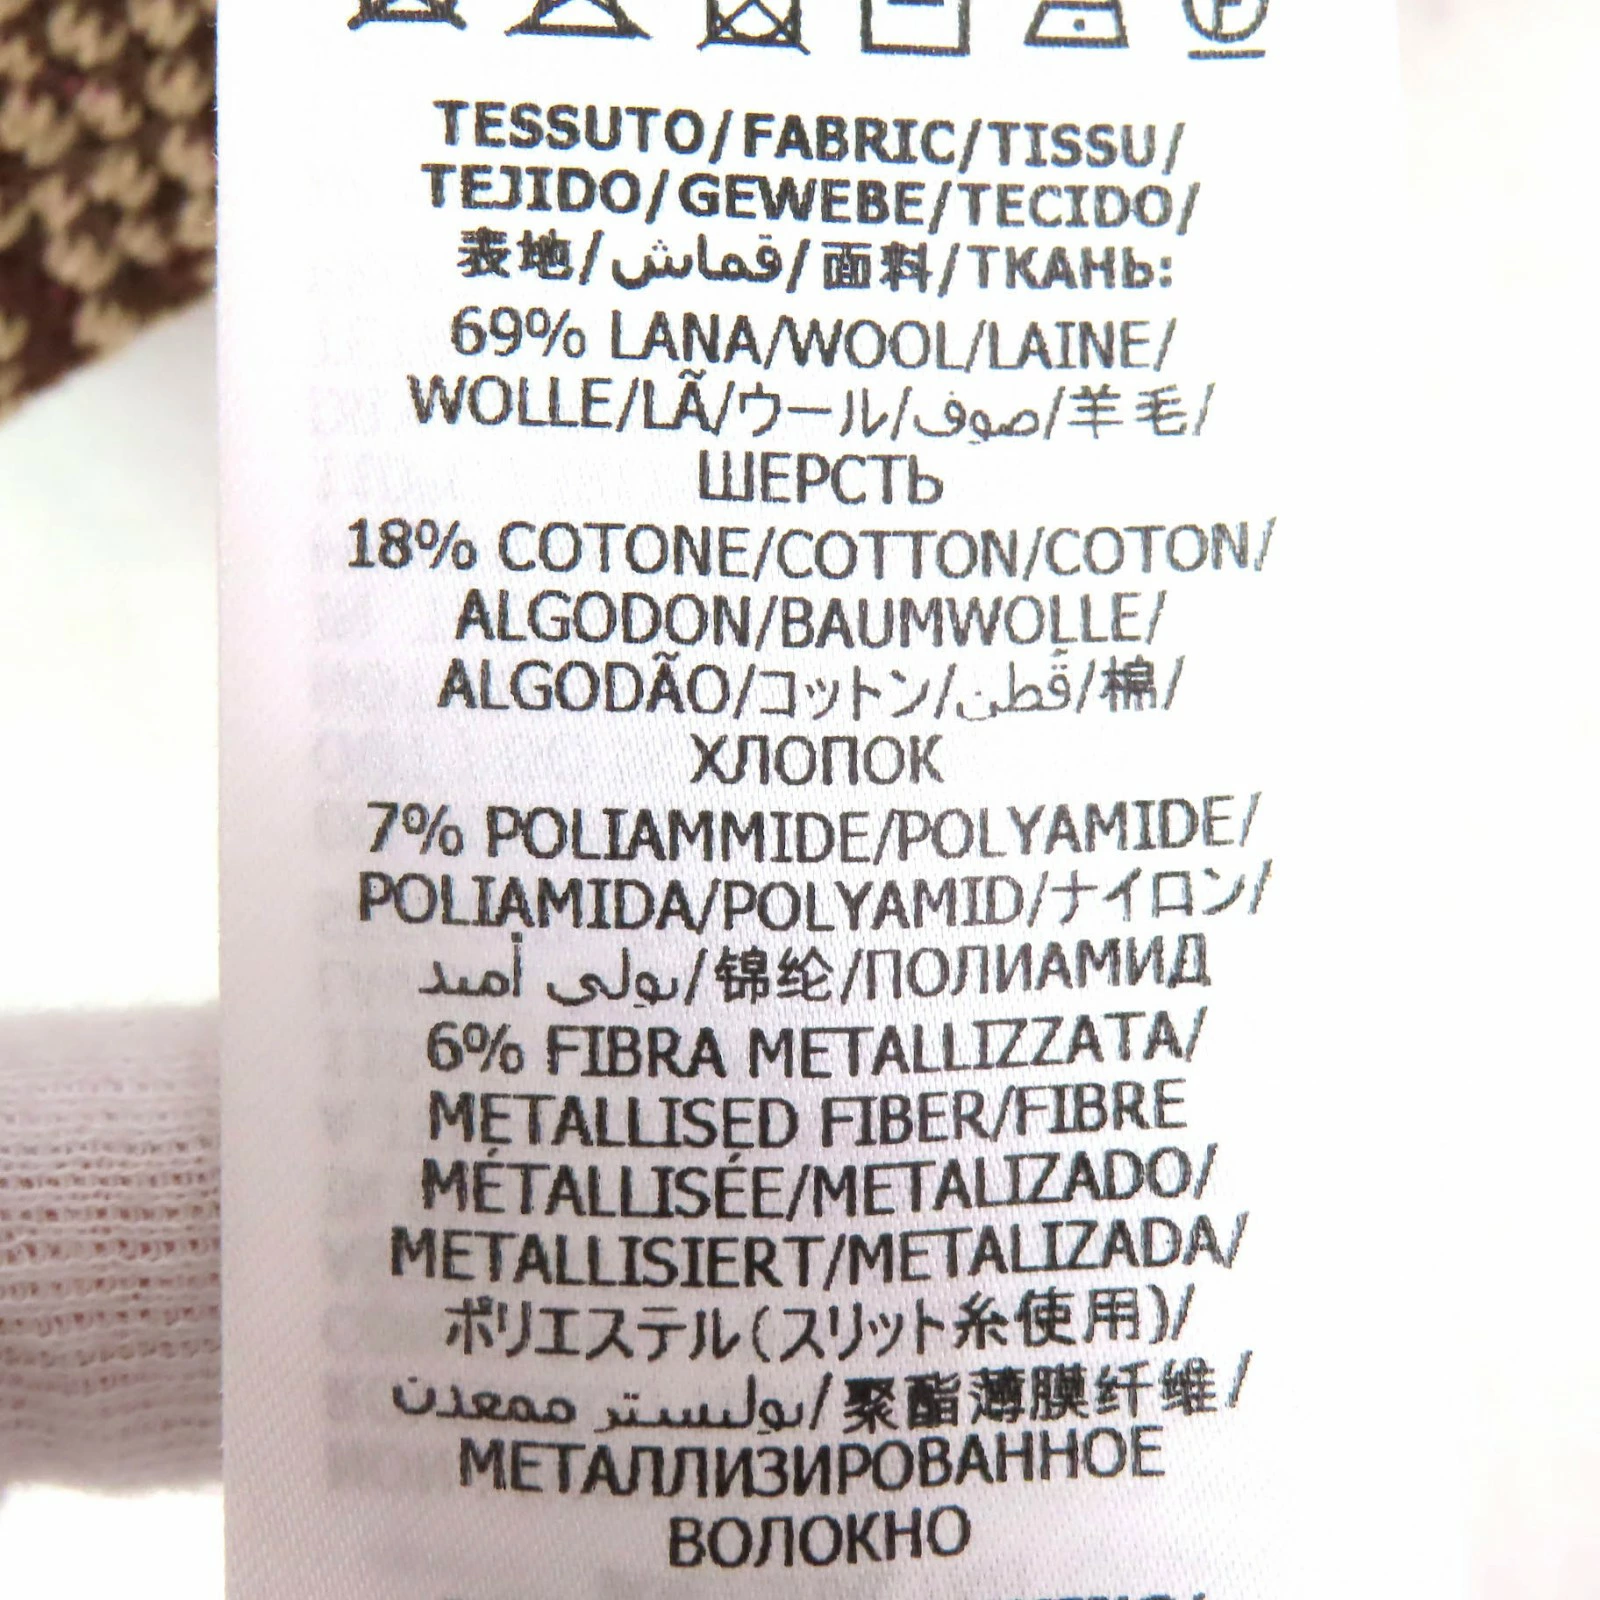 TESSUTO/FABRIC/TISSU/
TEJIDO/GEWEBE/TECIDO/
表地/قماش/面料/ТКАНЬ:
69% LANA/WOOL/LAINE/
WOLLE/LÃ/ウール/صوف/羊毛/
ШЕРСТЬ
18% COTONE/COTTON/COTON/
ALGODON/BAUMWOLLE/
ALGODÃO/コットン/قطن/棉/
ХЛОПОК
7% POLIAMMIDE/POLYAMIDE/
POLIAMIDA/POLYAMID/ナイロン/
بولي أميد/锦纶/ПОЛИАМИД
6% FIBRA METALLIZZATA/
METALLISED FIBER/FIBRE
MÉTALLISÉE/METALIZADO/
METALLISIERT/METALIZADA/
ポリエステル(スリット糸使用)/
بوليستر ممعدن/聚酯薄膜纤维/
МЕТАЛЛИЗИРОВАННОЕ
ВОЛОКНО